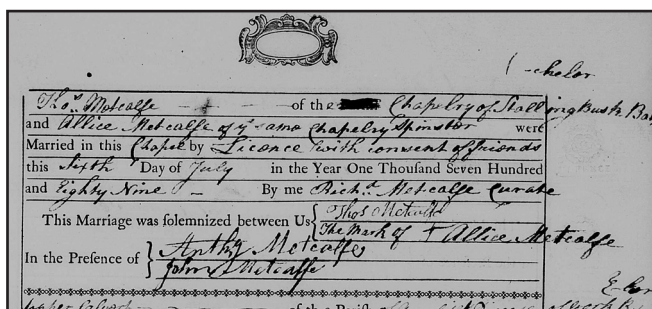 -chelor
Thos. Metcalfe of the Chapelry of Stallingbusk Ba
and Allice Metcalfe of ye same Chapelry Spinster were
Married in this Chapel by Licence with consent of friends
this Sixth Day of July in the Year One Thousand Seven Hundred
and Eighty Nine By me Richd. Metcalfe Curate
This Marriage was solemnized between Us { Thos Metcalfe
The Mark of + Allice Metcalfe
In the Presence of } Anthy Metcalfe
John Metcalfe
of the Parish